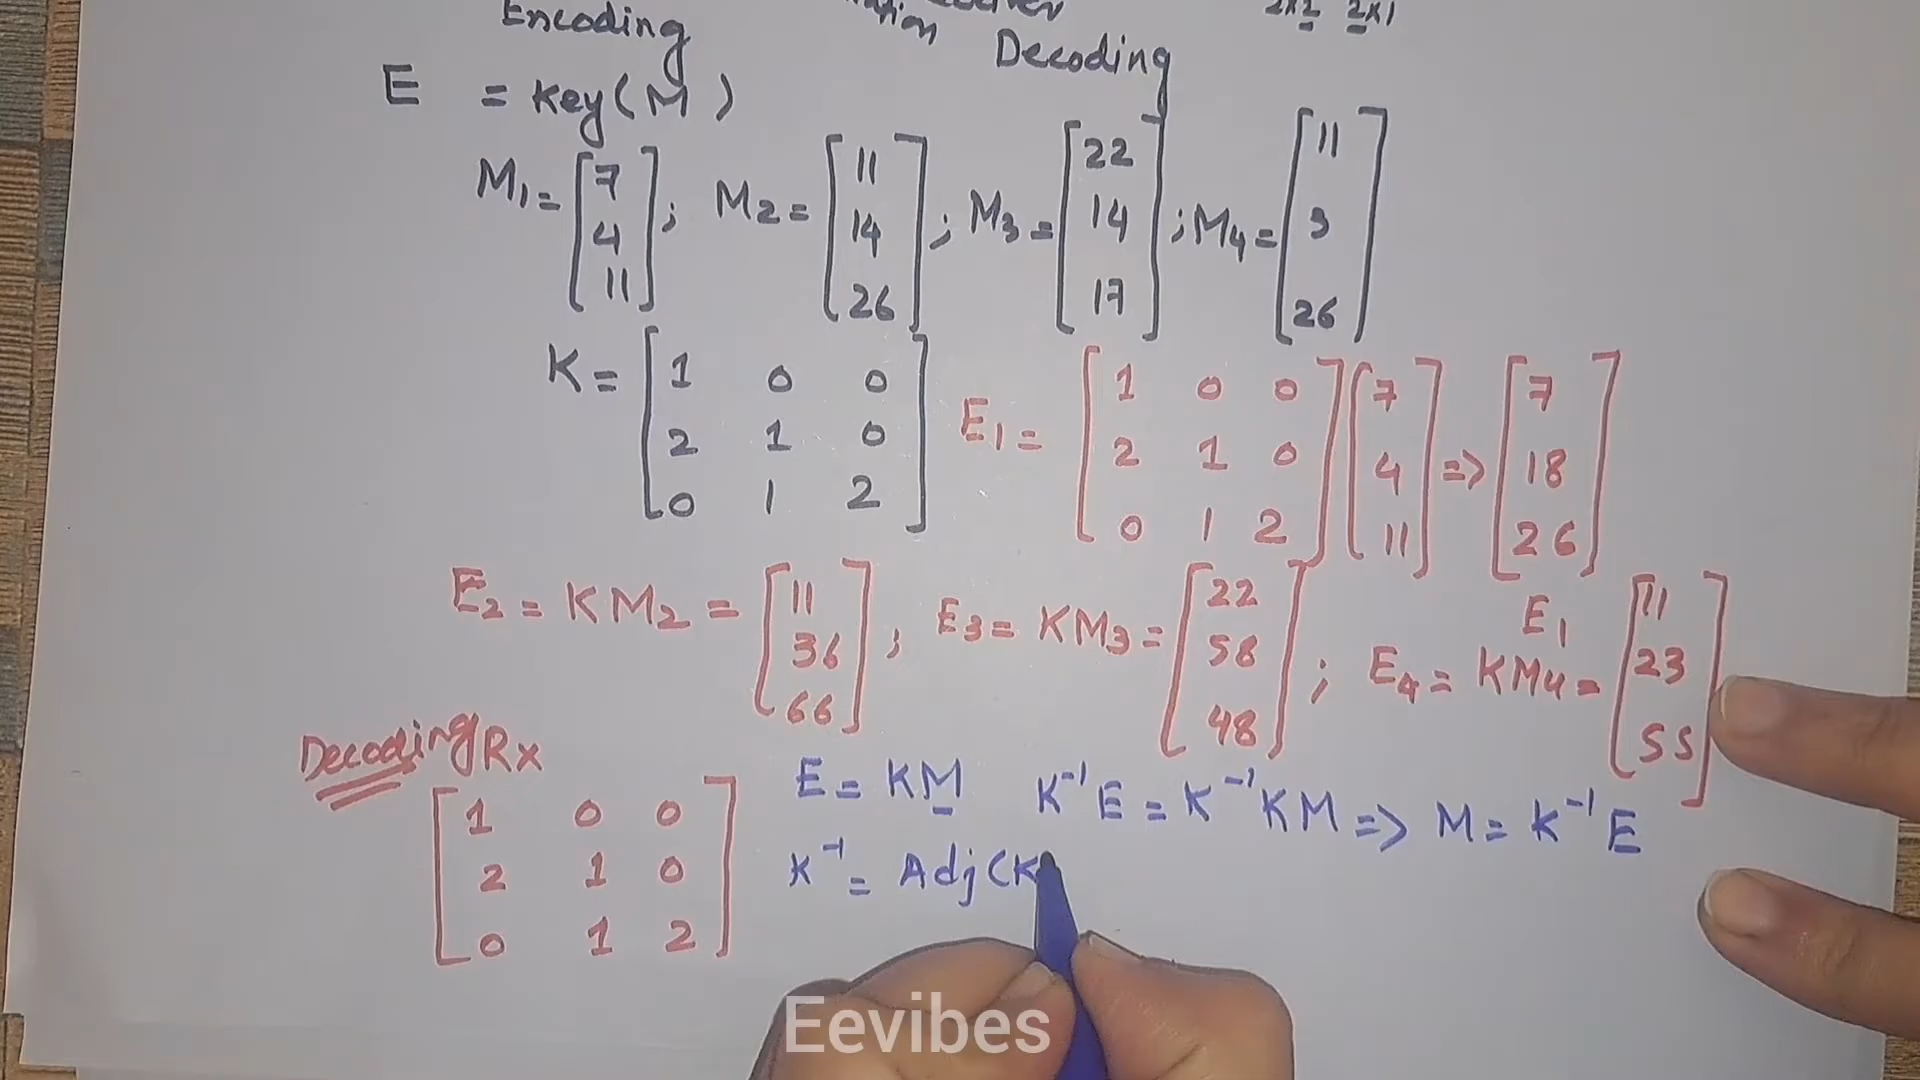 Encoding
Decoding
2x2 2x1
E = Key(M)
M1 = [7 4 11] ; M2 = [11 14 26] ; M3 = [22 14 17] ; M4 = [11 3 26]
K = [1 0 0
2 1 0
0 1 2]
E1 = [1 0 0
2 1 0
0 1 2] [7 4 11] => [7 18 26]
E1
E2 = KM2 = [11 36 66] ; E3 = KM3 = [22 58 48] ; E4 = KM4 = [11 23 55]
Decoding Rx
[1 0 0
2 1 0
0 1 2]
E = KM K⁻¹E = K⁻¹KM => M = K⁻¹E
K⁻¹ = Adj(K
Eevibes